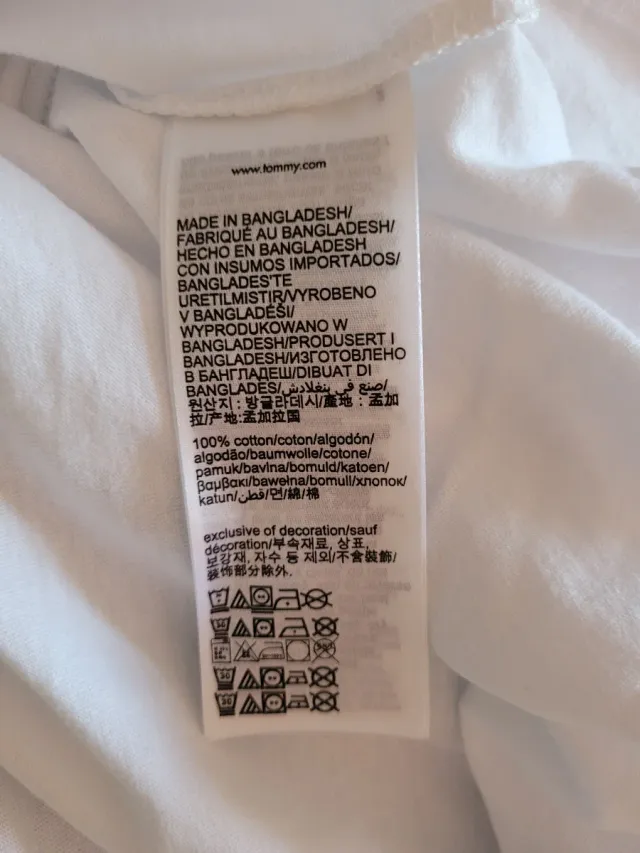 www.tommy.com
MADE IN BANGLADESH/
FABRIQUÉ AU BANGLADESH/
HECHO EN BANGLADESH
CON INSUMOS IMPORTADOS/
BANGLADES'TE
URETILMISTIR/VYROBENO
V BANGLADÉŠI/
WYPRODUKOWANO W
BANGLADESH/PRODUSERT I
BANGLADESH/ИЗГОТОВЛЕНО
В БАНГЛАДЕШ/DIBUAT DI
BANGLADES/صنع في بنغلاديش/
원산지 : 방글라데시/產地 : 孟加
拉/产地:孟加拉国
100% cotton/coton/algodón/
algodão/baumwolle/cotone/
pamuk/bavlna/bomuld/katoen/
βαμβακι/bawełna/bomull/хлопок/
katun/قطن/면/綿/棉
exclusive of decoration/sauf
décoration/부속재료, 상표,
보강재, 자수 등 제외/不含裝飾/
装饰部分除外.